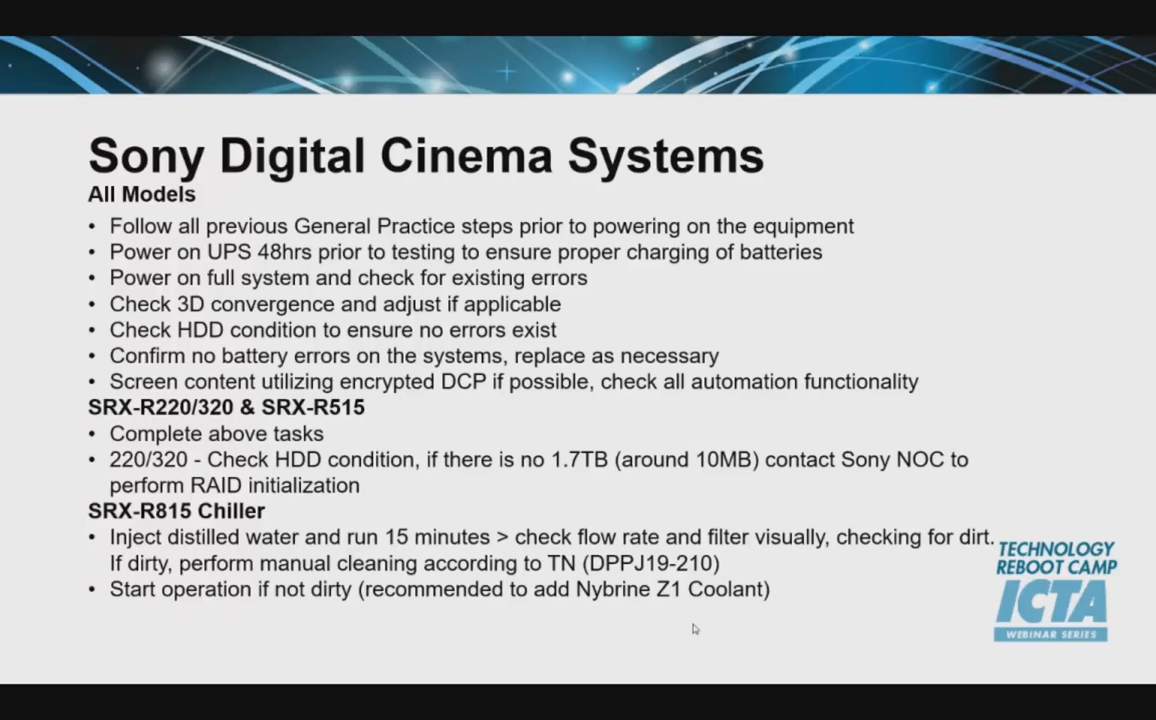 Sony Digital Cinema Systems
All Models
• Follow all previous General Practice steps prior to powering on the equipment
• Power on UPS 48hrs prior to testing to ensure proper charging of batteries
• Power on full system and check for existing errors
• Check 3D convergence and adjust if applicable
• Check HDD condition to ensure no errors exist
• Confirm no battery errors on the systems, replace as necessary
• Screen content utilizing encrypted DCP if possible, check all automation functionality
SRX-R220/320 & SRX-R515
• Complete above tasks
• 220/320 - Check HDD condition, if there is no 1.7TB (around 10MB) contact Sony NOC to
perform RAID initialization
SRX-R815 Chiller
• Inject distilled water and run 15 minutes > check flow rate and filter visually, checking for dirt.
If dirty, perform manual cleaning according to TN (DPPJ19-210)
• Start operation if not dirty (recommended to add Nybrine Z1 Coolant)
TECHNOLOGY
REBOOT CAMP
ICTA
WEBINAR SERIES